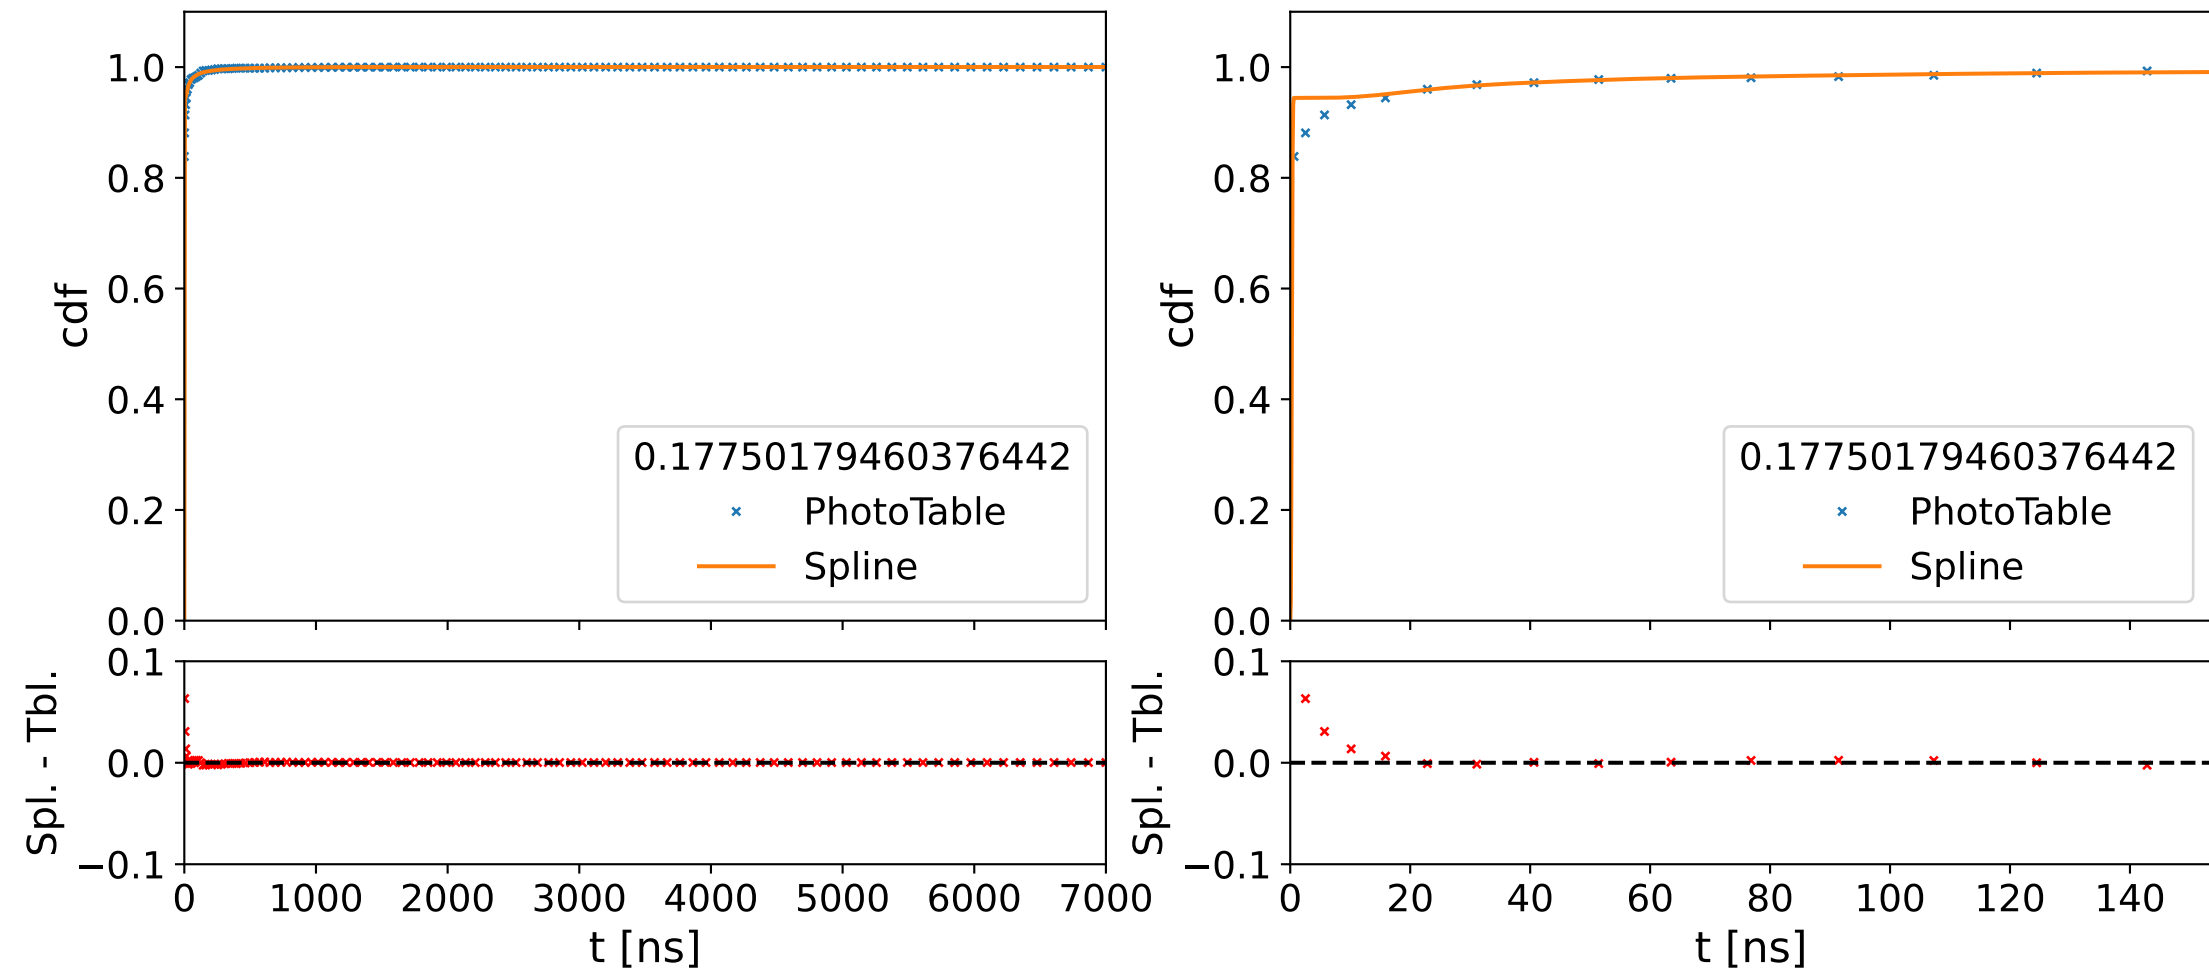 cdf
1.0
0.8
0.6
0.4
0.2
0.0
0.17750179460376442
PhotoTable
Spline
Spl. - Tbl.
0.1
0.0
−0.1
0 1000 2000 3000 4000 5000 6000 7000
t [ns]
cdf
1.0
0.8
0.6
0.4
0.2
0.0
0.17750179460376442
PhotoTable
Spline
Spl. - Tbl.
0.1
0.0
−0.1
0 20 40 60 80 100 120 140
t [ns]